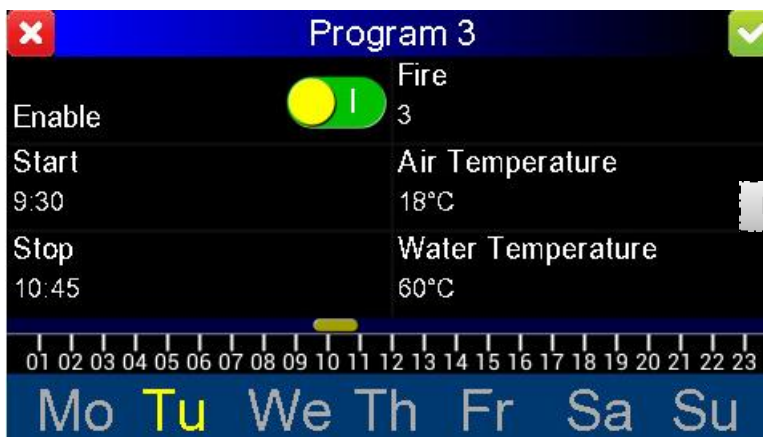 Program 3
Enable
Fire
3
Start
9:30
Air Temperature
18°C
Stop
10:45
Water Temperature
60°C
01 02 03 04 05 06 07 08 09 10 11 12 13 14 15 16 17 18 19 20 21 22 23
Mo Tu We Th Fr Sa Su